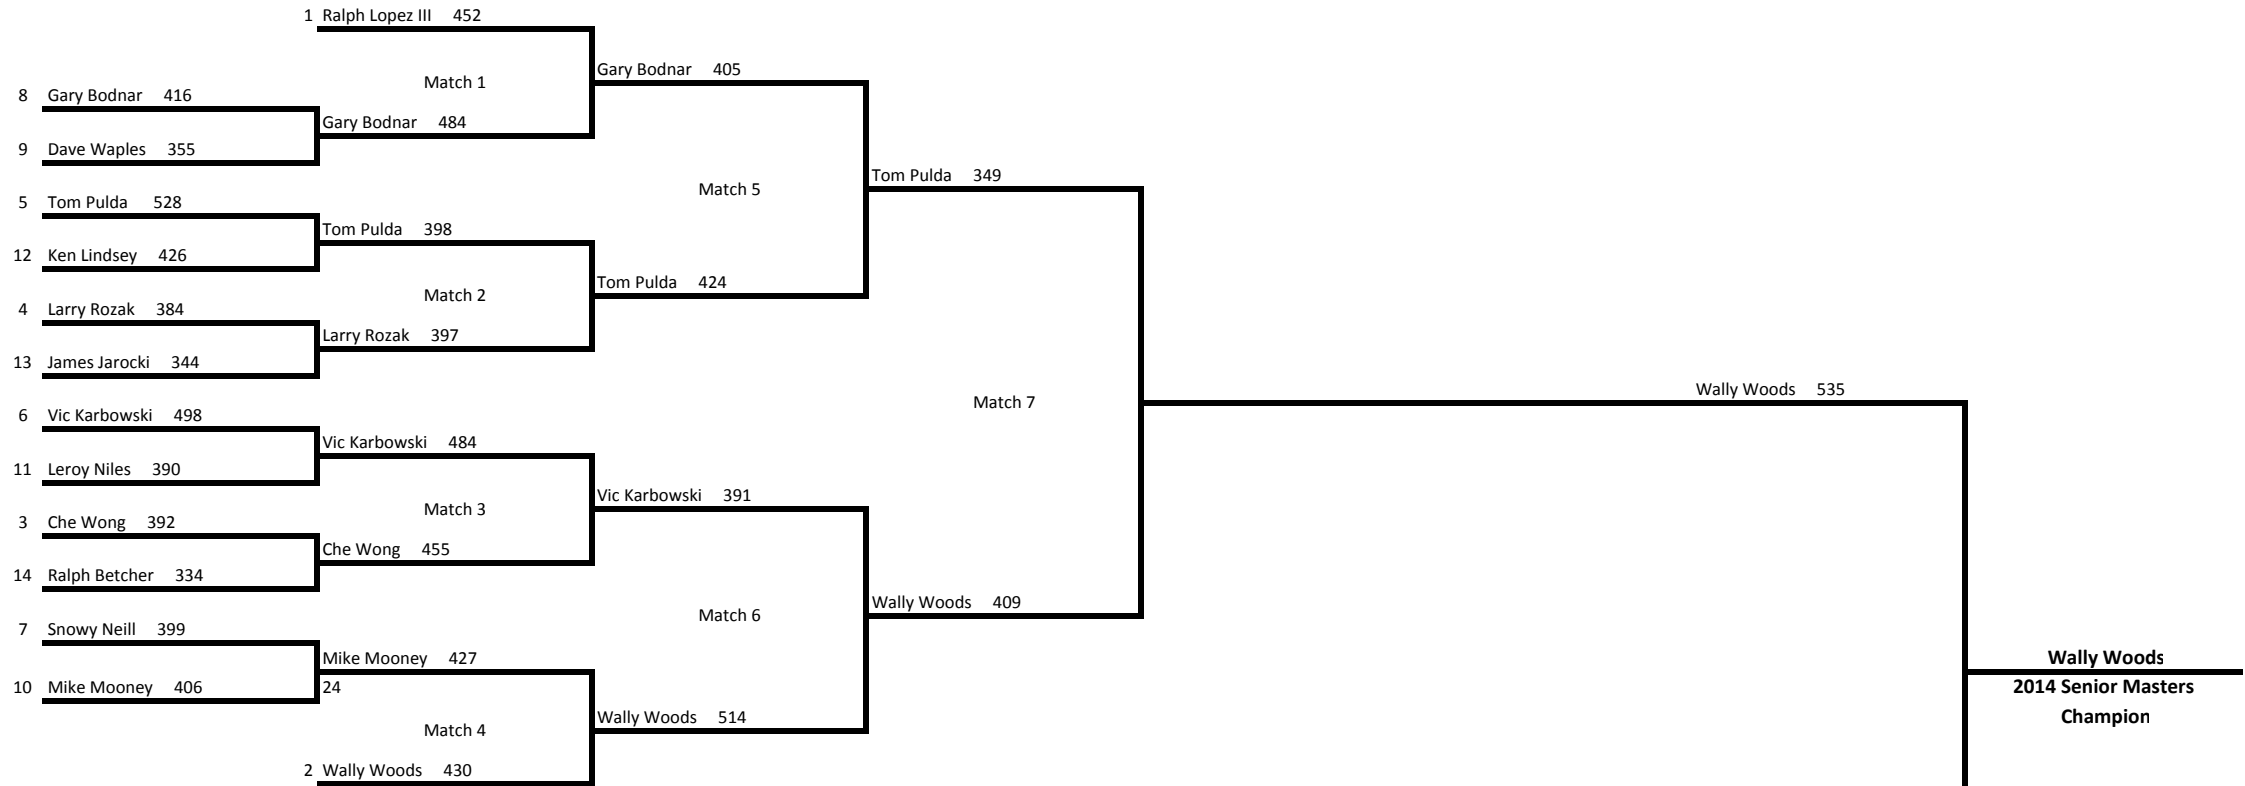 1 Ralph Lopez III 452
Gary Bodnar 405
Match 1
8 Gary Bodnar 416
Gary Bodnar 484
9 Dave Waples 355
Tom Pulda 349
Match 5
5 Tom Pulda 528
Tom Pulda 398
12 Ken Lindsey 426
Tom Pulda 424
Match 2
4 Larry Rozak 384
Larry Rozak 397
13 James Jarocki 344
Wally Woods 535
Match 7
6 Vic Karbowski 498
Vic Karbowski 484
11 Leroy Niles 390
Vic Karbowski 391
Match 3
3 Che Wong 392
Che Wong 455
14 Ralph Betcher 334
Wally Woods 409
Match 6
7 Snowy Neill 399
Mike Mooney 427
Wally Woods
10 Mike Mooney 406
24
2014 Senior Masters
Champion
Wally Woods 514
Match 4
2 Wally Woods 430